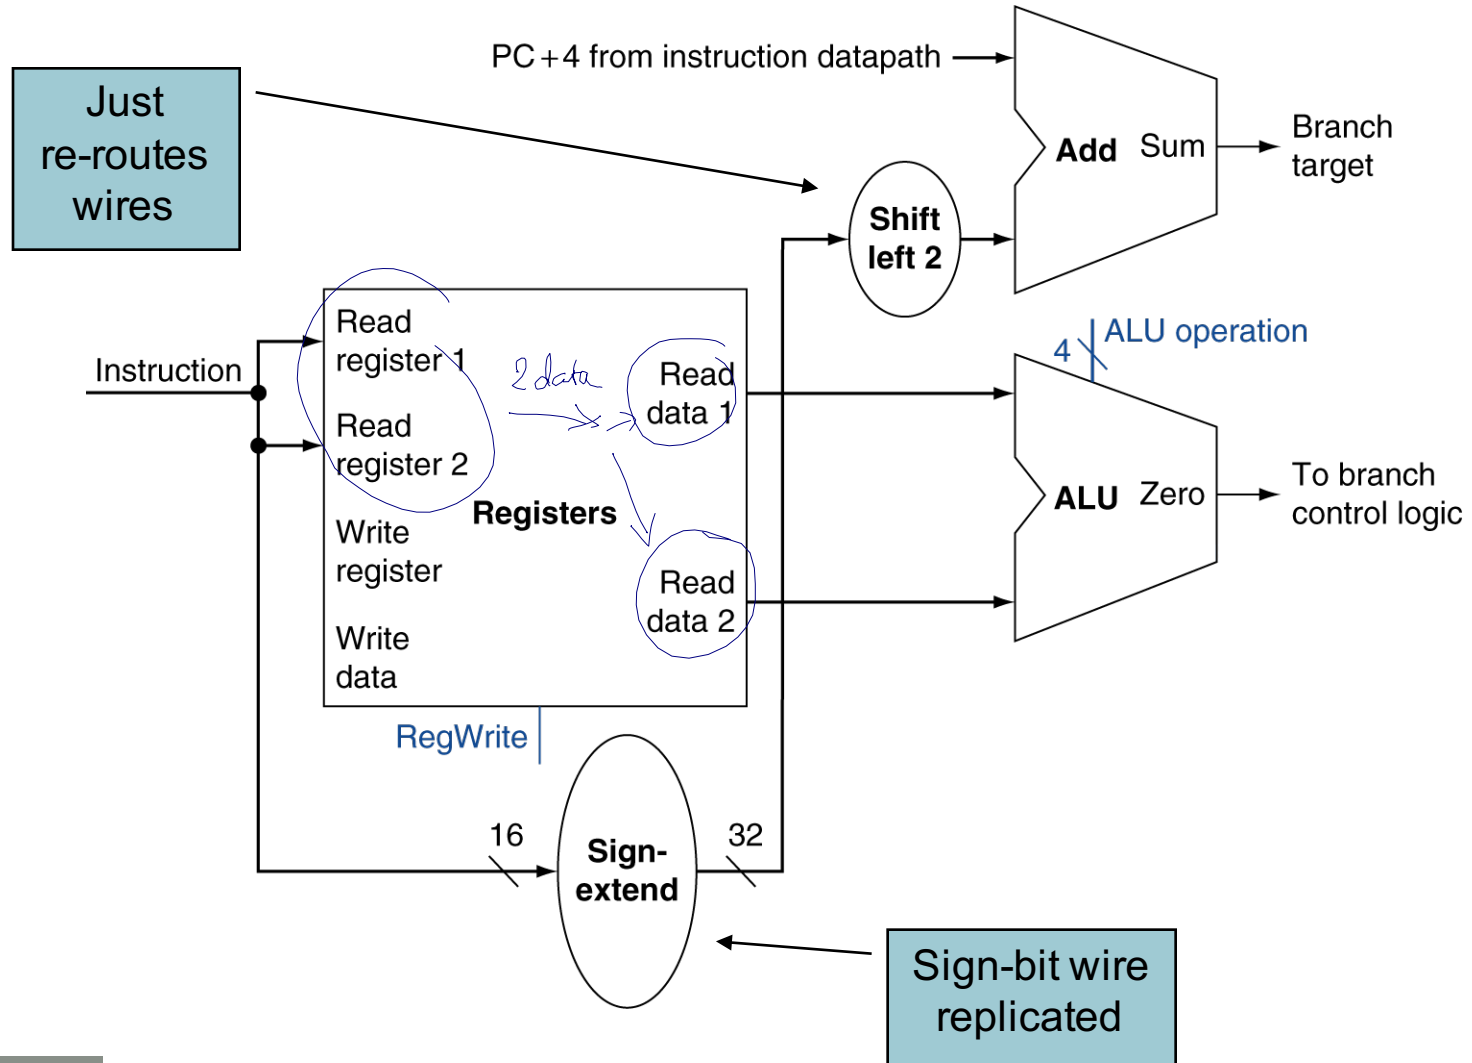 PC+4 from instruction datapath
Just
re-routes
wires
Add Sum
Branch
target
Shift
left 2
Instruction
Read
register 1
2 data
Read
data 1
Read
register 2
Registers
Write
register
Read
data 2
Write
data
RegWrite
4
ALU operation
ALU Zero
To branch
control logic
16
Sign-
extend
32
Sign-bit wire
replicated